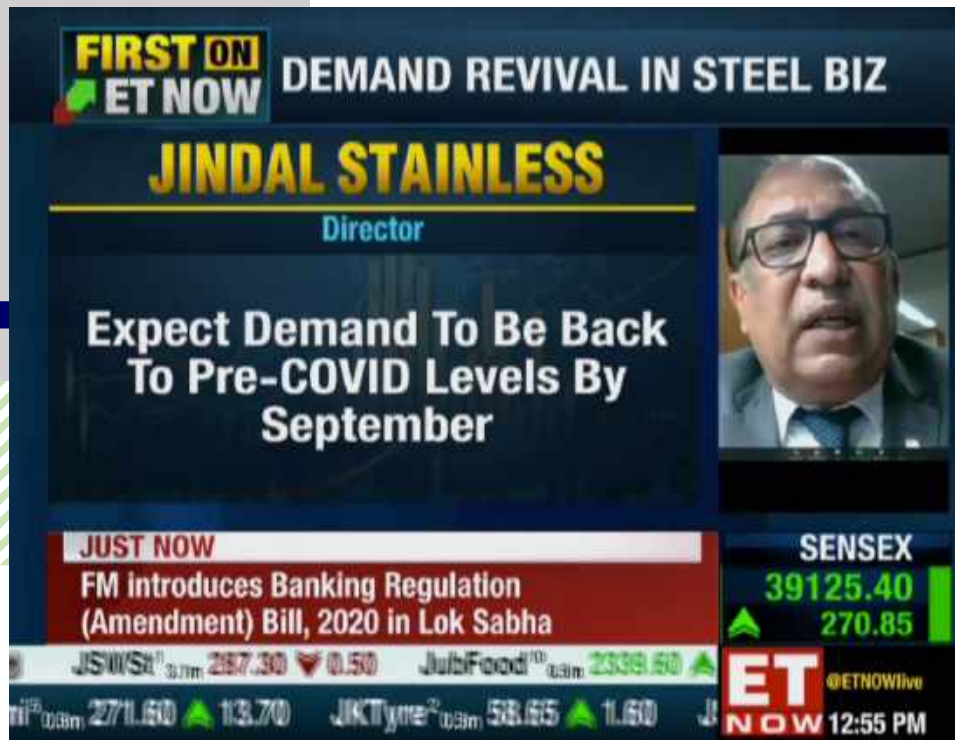 FIRST ON
ET NOW
DEMAND REVIVAL IN STEEL BIZ
JINDAL STAINLESS
Director
Expect Demand To Be Back
To Pre-COVID Levels By
September
JUST NOW
FM introduces Banking Regulation
(Amendment) Bill, 2020 in Lok Sabha
SENSEX
39125.40
270.85
JSWSt 287.30 0.50 JubFood 2339.60
271.60 13.70 JKTyre 58.65 1.60
ET
NOW
@ETNOWlive
12:55 PM